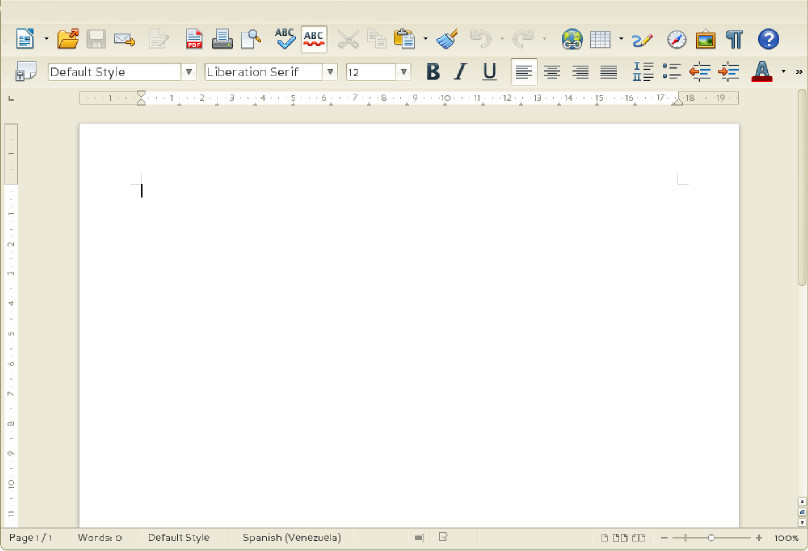 ABC ABC
PDF
Default Style Liberation Serif 12 B I U A »
1 1 2 3 4 5 6 7 8 9 10 11 12 13 14 15 16 17 18 19
1
1
2
3
4
5
6
7
8
9
10
11
Page 1 / 1 Words: 0 Default Style Spanish (Venezuela) 100%